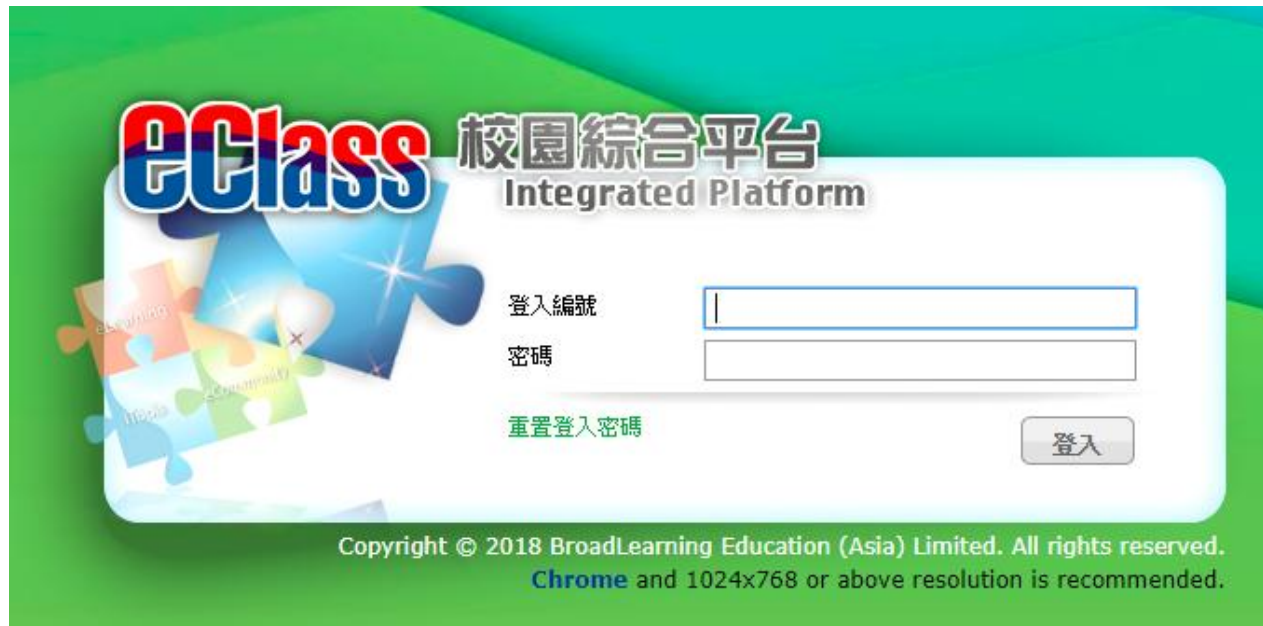 eClass 校園綜合平台
Integrated Platform
登入編號
密碼
重置登入密碼
登入
eLearning
eCommunity
Copyright © 2018 BroadLearning Education (Asia) Limited. All rights reserved.
Chrome and 1024x768 or above resolution is recommended.